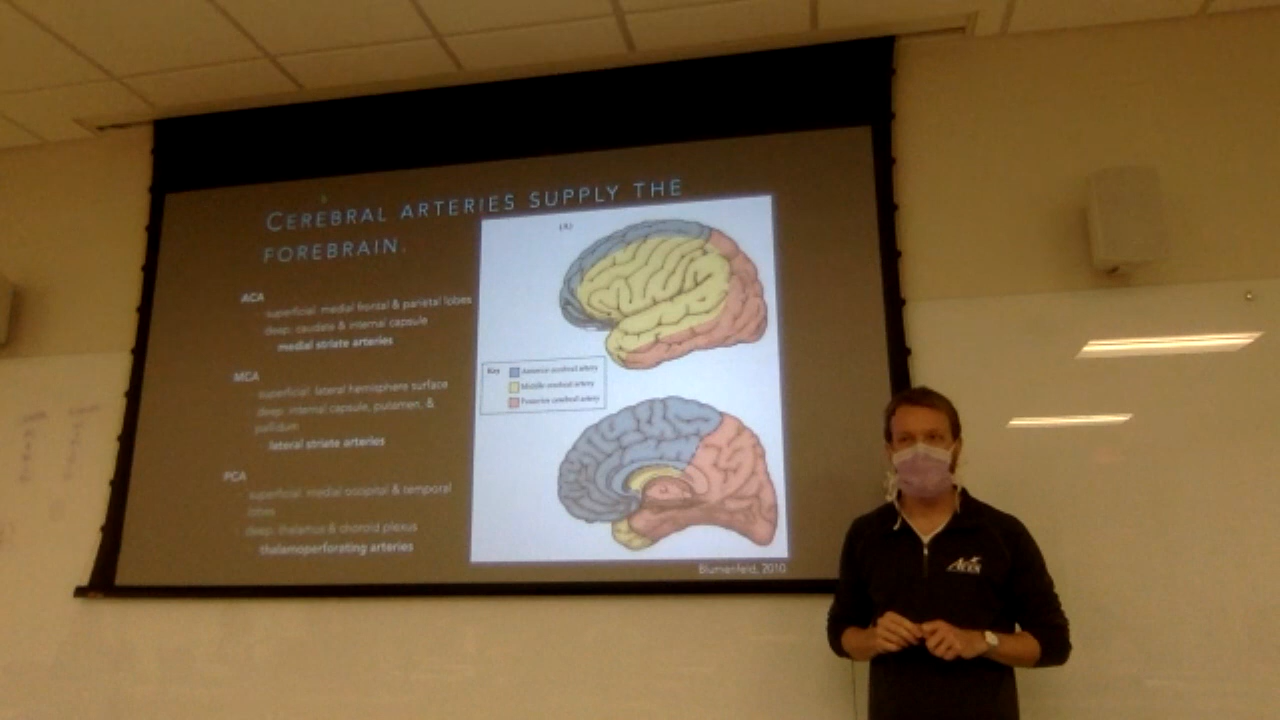 CEREBRAL ARTERIES SUPPLY THE
FOREBRAIN.
ACA
superficial: medial frontal & parietal lobes
deep: caudate & internal capsule
medial striate arteries
MCA
superficial: lateral hemisphere surface
deep: internal capsule, putamen, &
pallidum
lateral striate arteries
PCA
superficial: medial occipital & temporal
lobes
deep: thalamus & choroid plexus
thalamoperforating arteries
(A)
Key
Anterior cerebral artery
Middle cerebral artery
Posterior cerebral artery
Blumenfeld, 2010